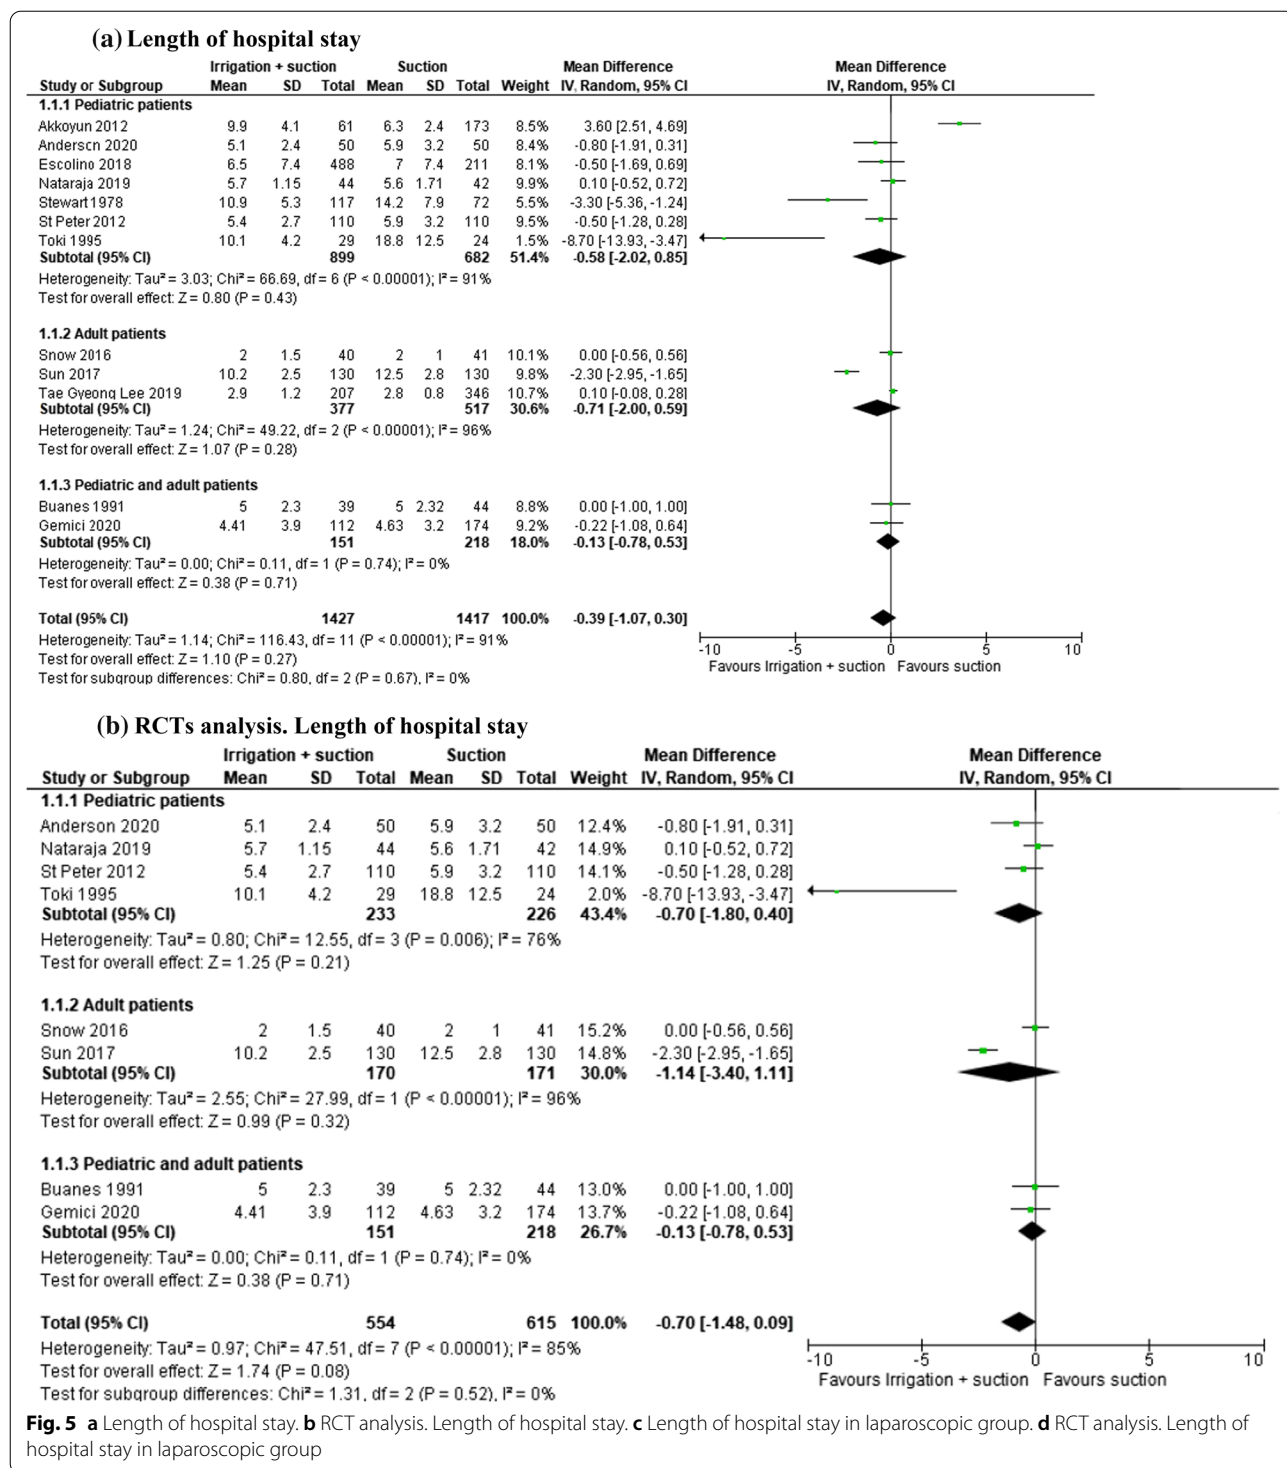 (a) Length of hospital stay
Irrigation + suction Suction Mean Difference Mean Difference
Study or Subgroup Mean SD Total Mean SD Total Weight IV, Random, 95% CI IV, Random, 95% CI
1.1.1 Pediatric patients
Akkoyun 2012 9.9 4.1 61 6.3 2.4 173 8.5% 3.60 [2.51, 4.69]
Anderson 2020 5.1 2.4 50 5.9 3.2 50 8.4% -0.80 [-1.91, 0.31]
Escolino 2018 6.5 7.4 488 7 7.4 211 8.1% -0.50 [-1.69, 0.69]
Nataraja 2019 5.7 1.15 44 5.6 1.71 42 9.9% 0.10 [-0.52, 0.72]
Stewart 1978 10.9 5.3 117 14.2 7.9 72 5.5% -3.30 [-5.36, -1.24]
St Peter 2012 5.4 2.7 110 5.9 3.2 110 9.5% -0.50 [-1.28, 0.28]
Toki 1995 10.1 4.2 29 18.8 12.5 24 1.5% -8.70 [-13.93, -3.47]
Subtotal (95% CI) 899 682 51.4% -0.58 [-2.02, 0.85]
Heterogeneity: Tau² = 3.03; Chi² = 66.69, df = 6 (P < 0.00001); I² = 91%
Test for overall effect: Z = 0.80 (P = 0.43)
1.1.2 Adult patients
Snow 2016 2 1.5 40 2 1 41 10.1% 0.00 [-0.56, 0.56]
Sun 2017 10.2 2.5 130 12.5 2.8 130 9.8% -2.30 [-2.95, -1.65]
Tae Gyeong Lee 2019 2.9 1.2 207 2.8 0.8 346 10.7% 0.10 [-0.08, 0.28]
Subtotal (95% CI) 377 517 30.6% -0.71 [-2.00, 0.59]
Heterogeneity: Tau² = 1.24; Chi² = 49.22, df = 2 (P < 0.00001); I² = 96%
Test for overall effect: Z = 1.07 (P = 0.28)
1.1.3 Pediatric and adult patients
Buanes 1991 5 2.3 39 5 2.32 44 8.8% 0.00 [-1.00, 1.00]
Gemici 2020 4.41 3.9 112 4.63 3.2 174 9.2% -0.22 [-1.08, 0.64]
Subtotal (95% CI) 151 218 18.0% -0.13 [-0.78, 0.53]
Heterogeneity: Tau² = 0.00; Chi² = 0.11, df = 1 (P = 0.74); I² = 0%
Test for overall effect: Z = 0.38 (P = 0.71)
Total (95% CI) 1427 1417 100.0% -0.39 [-1.07, 0.30]
Heterogeneity: Tau² = 1.14; Chi² = 116.43, df = 11 (P < 0.00001); I² = 91%
Test for overall effect: Z = 1.10 (P = 0.27)
Test for subgroup differences: Chi² = 0.80, df = 2 (P = 0.67), I² = 0%
-10 -5 0 5 10
Favours Irrigation + suction Favours suction
(b) RCTs analysis. Length of hospital stay
Irrigation + suction Suction Mean Difference Mean Difference
Study or Subgroup Mean SD Total Mean SD Total Weight IV, Random, 95% CI IV, Random, 95% CI
1.1.1 Pediatric patients
Anderson 2020 5.1 2.4 50 5.9 3.2 50 12.4% -0.80 [-1.91, 0.31]
Nataraja 2019 5.7 1.15 44 5.6 1.71 42 14.9% 0.10 [-0.52, 0.72]
St Peter 2012 5.4 2.7 110 5.9 3.2 110 14.1% -0.50 [-1.28, 0.28]
Toki 1995 10.1 4.2 29 18.8 12.5 24 2.0% -8.70 [-13.93, -3.47]
Subtotal (95% CI) 233 226 43.4% -0.70 [-1.80, 0.40]
Heterogeneity: Tau² = 0.80; Chi² = 12.55, df = 3 (P = 0.006); I² = 76%
Test for overall effect: Z = 1.25 (P = 0.21)
1.1.2 Adult patients
Snow 2016 2 1.5 40 2 1 41 15.2% 0.00 [-0.56, 0.56]
Sun 2017 10.2 2.5 130 12.5 2.8 130 14.8% -2.30 [-2.95, -1.65]
Subtotal (95% CI) 170 171 30.0% -1.14 [-3.40, 1.11]
Heterogeneity: Tau² = 2.55; Chi² = 27.99, df = 1 (P < 0.00001); I² = 96%
Test for overall effect: Z = 0.99 (P = 0.32)
1.1.3 Pediatric and adult patients
Buanes 1991 5 2.3 39 5 2.32 44 13.0% 0.00 [-1.00, 1.00]
Gemici 2020 4.41 3.9 112 4.63 3.2 174 13.7% -0.22 [-1.08, 0.64]
Subtotal (95% CI) 151 218 26.7% -0.13 [-0.78, 0.53]
Heterogeneity: Tau² = 0.00; Chi² = 0.11, df = 1 (P = 0.74); I² = 0%
Test for overall effect: Z = 0.38 (P = 0.71)
Total (95% CI) 554 615 100.0% -0.70 [-1.48, 0.09]
Heterogeneity: Tau² = 0.97; Chi² = 47.51, df = 7 (P < 0.00001); I² = 85%
Test for overall effect: Z = 1.74 (P = 0.08)
Test for subgroup differences: Chi² = 1.31, df = 2 (P = 0.52), I² = 0%
-10 -5 0 5 10
Favours Irrigation + suction Favours suction
Fig. 5 a Length of hospital stay. b RCT analysis. Length of hospital stay. c Length of hospital stay in laparoscopic group. d RCT analysis. Length of
hospital stay in laparoscopic group